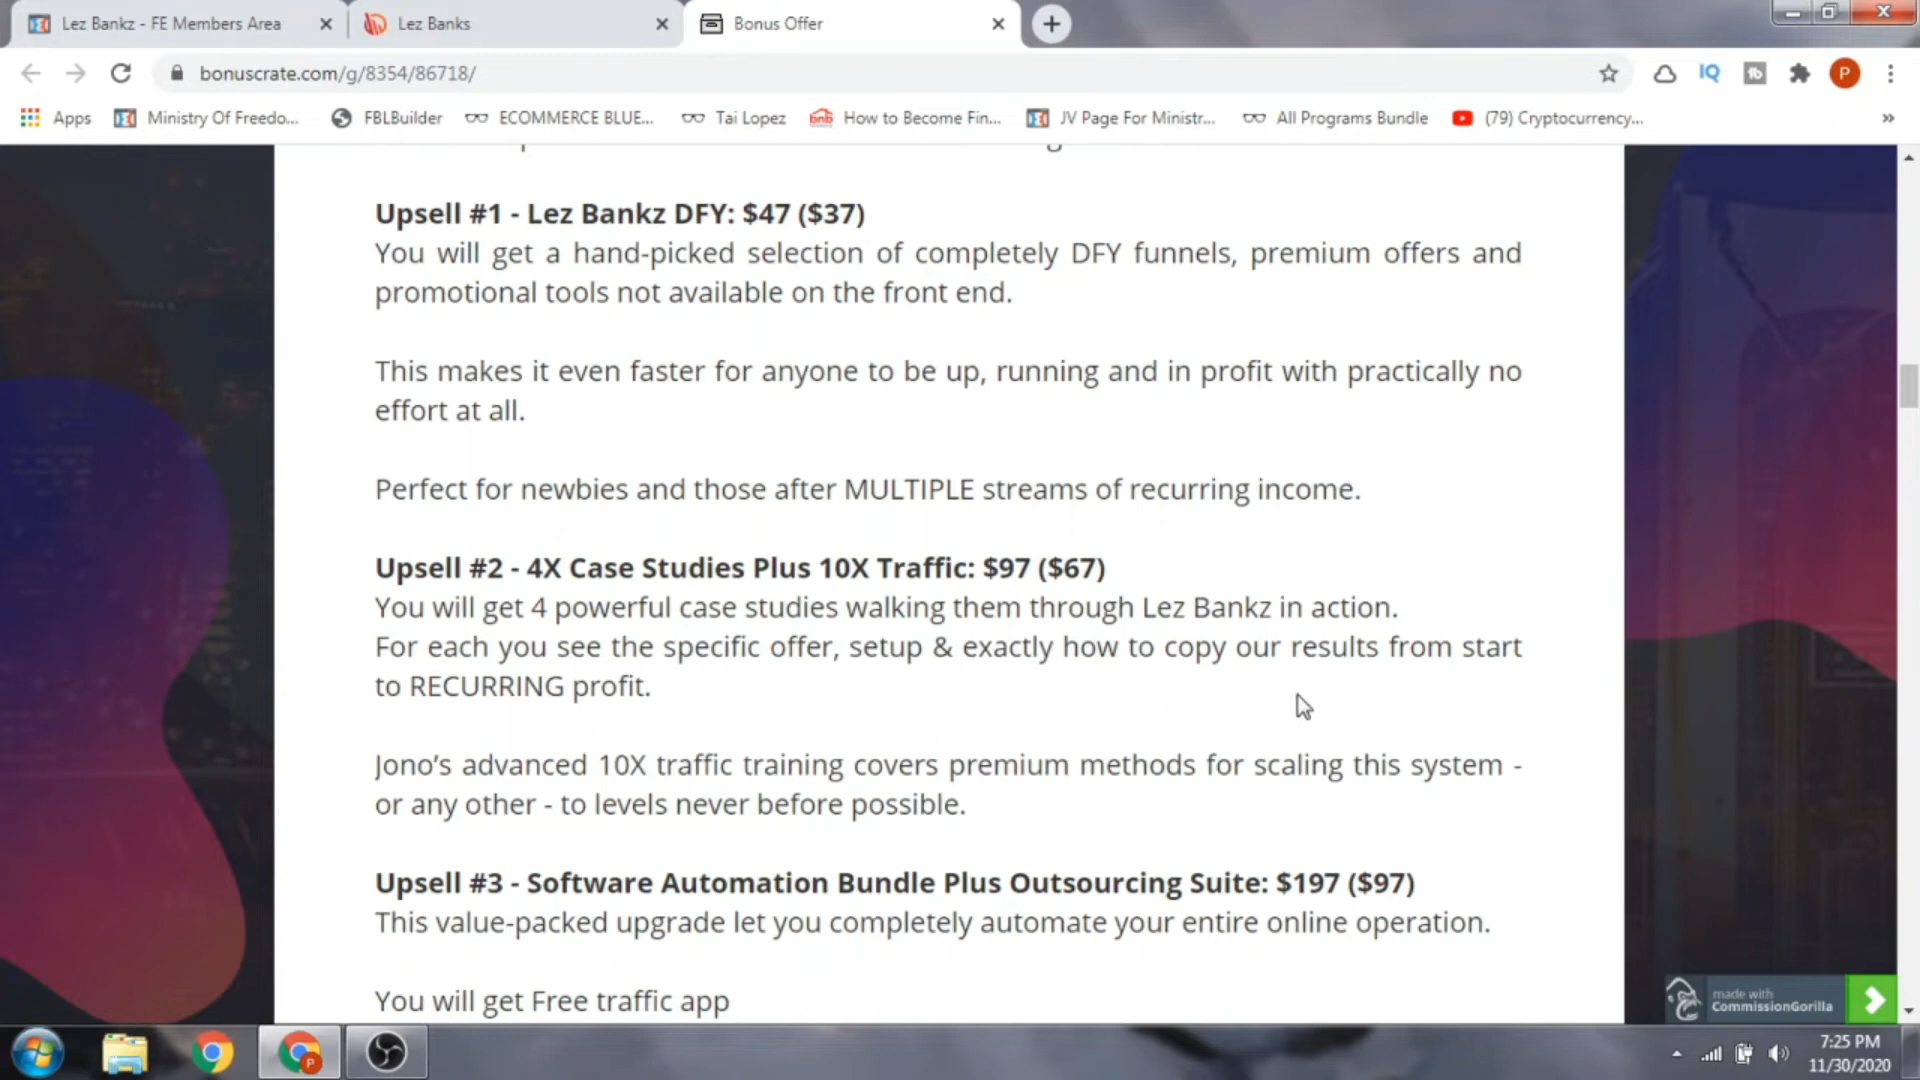 Lez Bankz - FE Members Area
Lez Banks
Bonus Offer
bonuscrate.com/g/8354/86718/
IQ
tb
P
Apps
Ministry Of Freedo...
FBLBuilder
ECOMMERCE BLUE...
Tai Lopez
bnb
How to Become Fin...
JV Page For Ministr...
All Programs Bundle
(79) Cryptocurrency...
»
Upsell #1 - Lez Bankz DFY: $47 ($37)
You will get a hand-picked selection of completely DFY funnels, premium offers and
promotional tools not available on the front end.
This makes it even faster for anyone to be up, running and in profit with practically no
effort at all.
Perfect for newbies and those after MULTIPLE streams of recurring income.
Upsell #2 - 4X Case Studies Plus 10X Traffic: $97 ($67)
You will get 4 powerful case studies walking them through Lez Bankz in action.
For each you see the specific offer, setup & exactly how to copy our results from start
to RECURRING profit.
Jono’s advanced 10X traffic training covers premium methods for scaling this system -
or any other - to levels never before possible.
Upsell #3 - Software Automation Bundle Plus Outsourcing Suite: $197 ($97)
This value-packed upgrade let you completely automate your entire online operation.
You will get Free traffic app
made with
CommissionGorilla
P
7:25 PM
11/30/2020